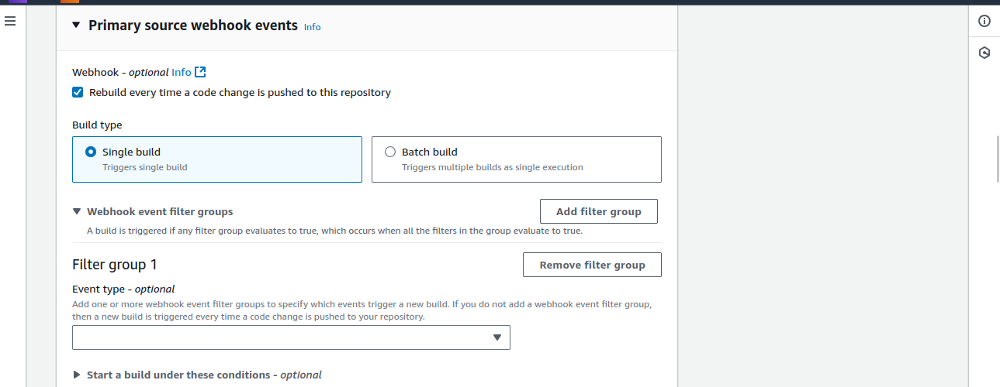 Primary source webhook events Info
Webhook - optional Info
Rebuild every time a code change is pushed to this repository
Build type
Single build
Triggers single build
Batch build
Triggers multiple builds as single execution
Webhook event filter groups
Add filter group
A build is triggered if any filter group evaluates to true, which occurs when all the filters in the group evaluate to true.
Filter group 1
Remove filter group
Event type - optional
Add one or more webhook event filter groups to specify which events trigger a new build. If you do not add a webhook event filter group,
then a new build is triggered every time a code change is pushed to your repository.
Start a build under these conditions - optional